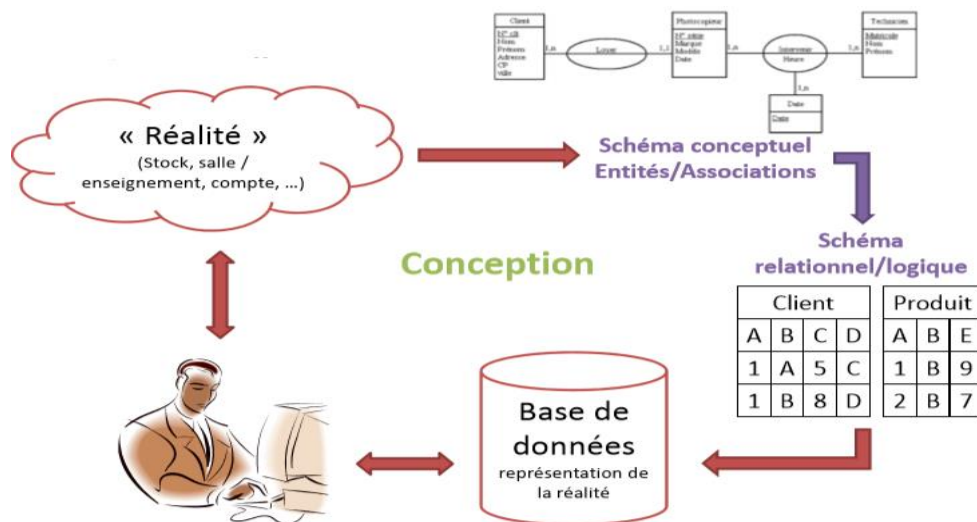 Client
N° clt
Nom
Prénom
Adresse
CP
ville
1,n
Louer
1,1
Photocopieur
N° série
Marque
Modèle
Date
1,n
Intervenir
Heure
1,n
Technicien
Matricule
Nom
Prénom
1,n
Date
Date
« Réalité »
(Stock, salle /
enseignement, compte, ...)
Schéma conceptuel
Entités/Associations
Conception
Schéma
relationnel/logique
Client
A B C D
1 A 5 C
1 B 8 D
Produit
A B E
1 B 9
2 B 7
Base de
données
représentation de
la réalité